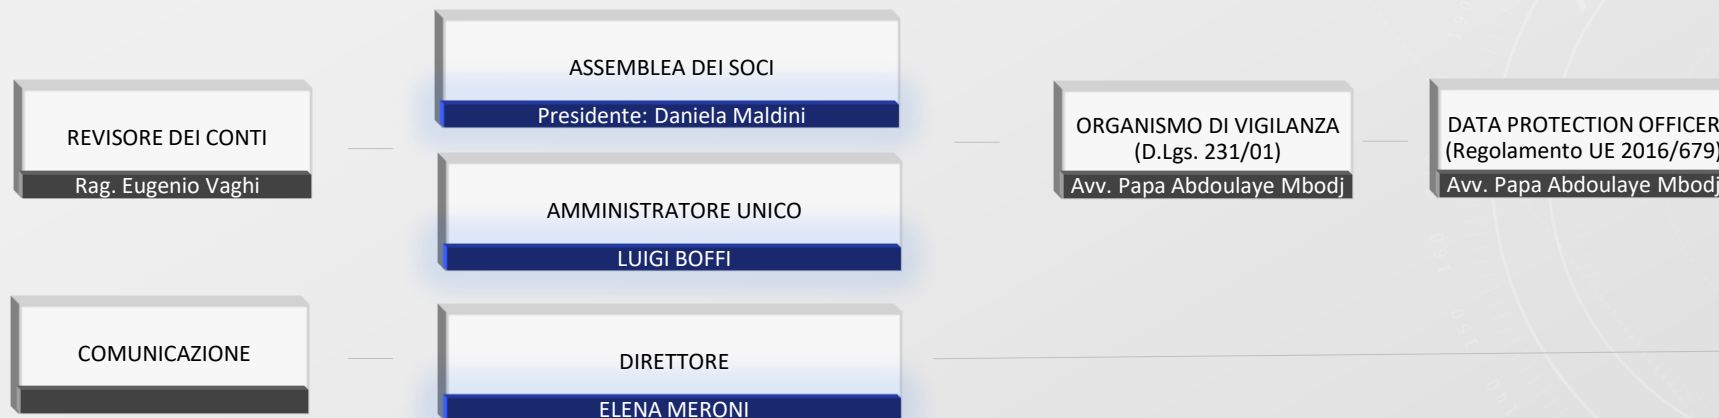 ASSEMBLEA DEI SOCI
Presidente: Daniela Maldini
REVISORE DEI CONTI
Rag. Eugenio Vaghi
ORGANISMO DI VIGILANZA
(D.Lgs. 231/01)
Avv. Papa Abdoulaye Mbodj
DATA PROTECTION OFFICER
(Regolamento UE 2016/679)
Avv. Papa Abdoulaye Mbodj
AMMINISTRATORE UNICO
LUIGI BOFFI
COMUNICAZIONE
DIRETTORE
ELENA MERONI